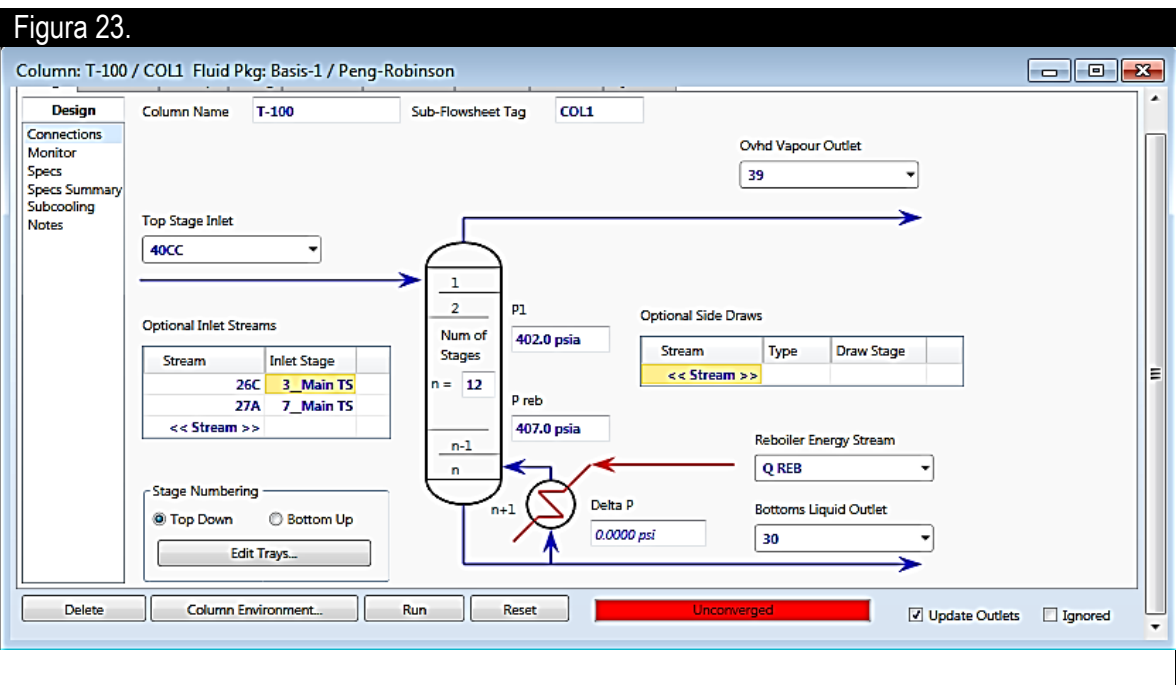 Figura 23.
Column: T-100 / COL1 Fluid Pkg: Basis-1 / Peng-Robinson
Design
Connections
Monitor
Specs
Specs Summary
Subcooling
Notes
Column Name T-100 Sub-Flowsheet Tag COL1
Ovhd Vapour Outlet
39
Top Stage Inlet
40CC
1
2
Num of
Stages
n = 12
n-1
n
n+1
P1
402.0 psia
P reb
407.0 psia
Delta P
0.0000 psi
Optional Inlet Streams
Stream Inlet Stage
26C 3_Main TS
27A 7_Main TS
<< Stream >>
Optional Side Draws
Stream Type Draw Stage
<< Stream >>
Reboiler Energy Stream
Q REB
Bottoms Liquid Outlet
30
Stage Numbering
Top Down Bottom Up
Edit Trays...
Delete Column Environment... Run Reset Unconverged Update Outlets Ignored